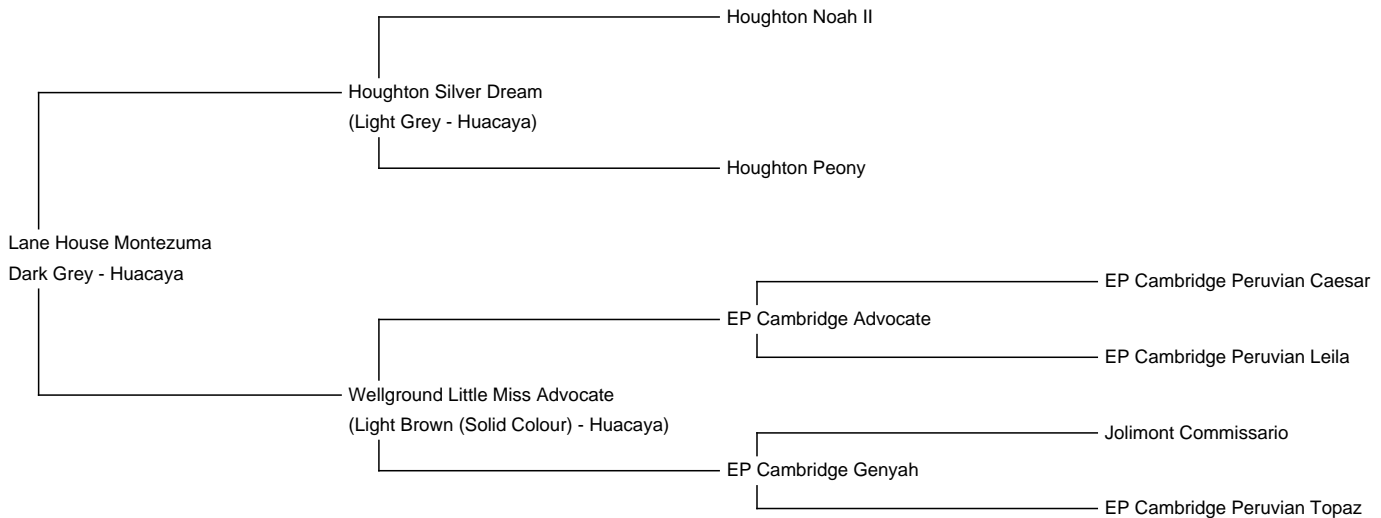 Houghton Noah II
Houghton Silver Dream
(Light Grey - Huacaya)
Houghton Peony
Lane House Montezuma
Dark Grey - Huacaya
EP Cambridge Peruvian Caesar
EP Cambridge Advocate
EP Cambridge Peruvian Leila
Wellground Little Miss Advocate
(Light Brown (Solid Colour) - Huacaya)
Jolimont Commissario
EP Cambridge Genyah
EP Cambridge Peruvian Topaz